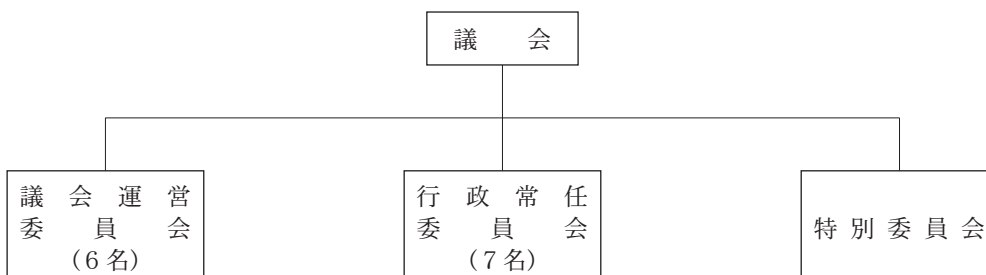 議会
議会運営
委員会
(6名)
行政常任
委員会
(7名)
特別委員会